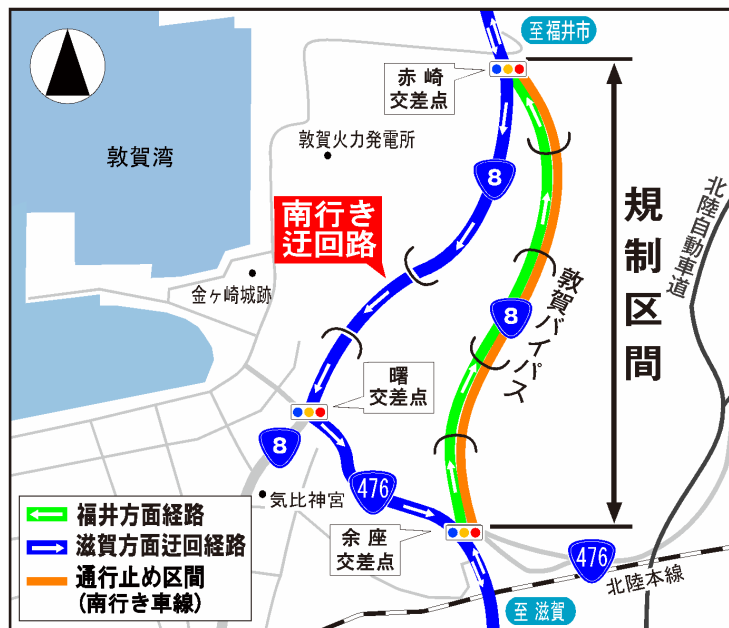 至 福井市
赤崎
交差点
敦賀湾
敦賀火力発電所
8
南行き
迂回路
規制区間
北陸自動車道
金ヶ崎城跡
8
敦賀バイパス
曙
交差点
8
476
気比神宮
余座
交差点
476
北陸本線
至 滋賀
福井方面経路
滋賀方面迂回経路
通行止め区間
(南行き車線)